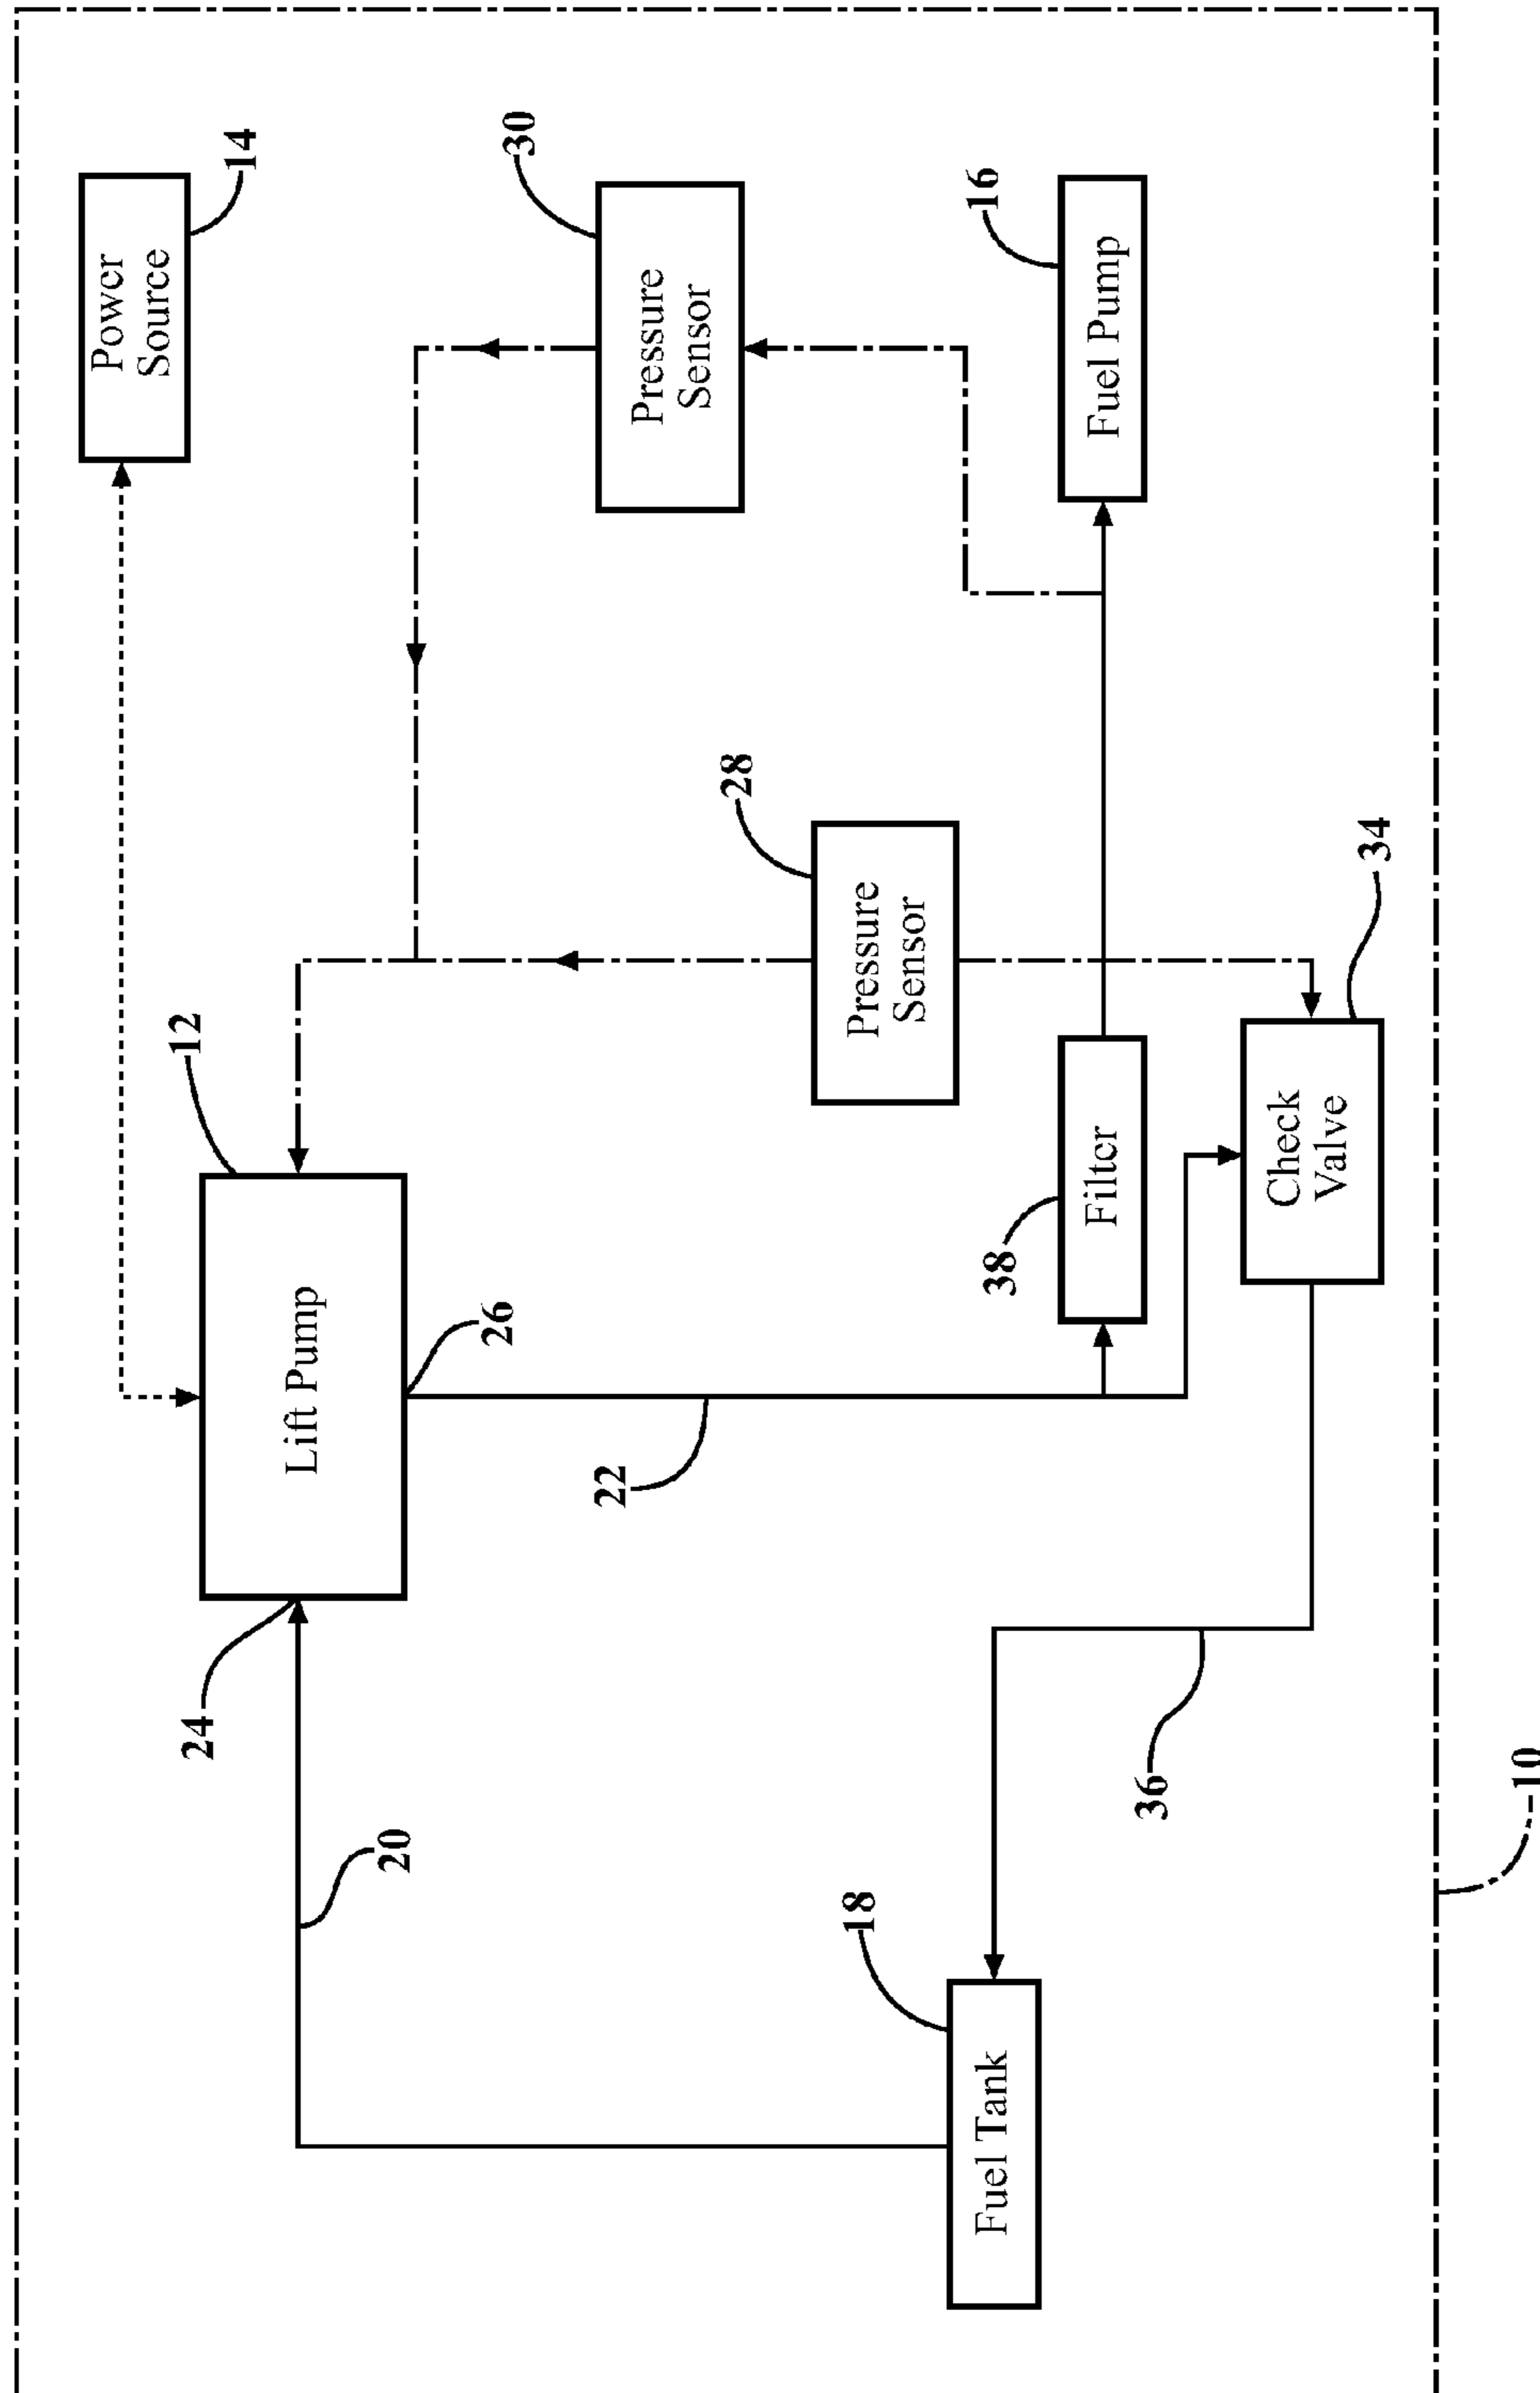 Power
Source
14
Pressure
Sensor
30
Fuel Pump
16
12
Lift Pump
24
26
20
22
Pressure
Sensor
28
Filter
38
Check
Valve
34
36
Fuel Tank
18
10